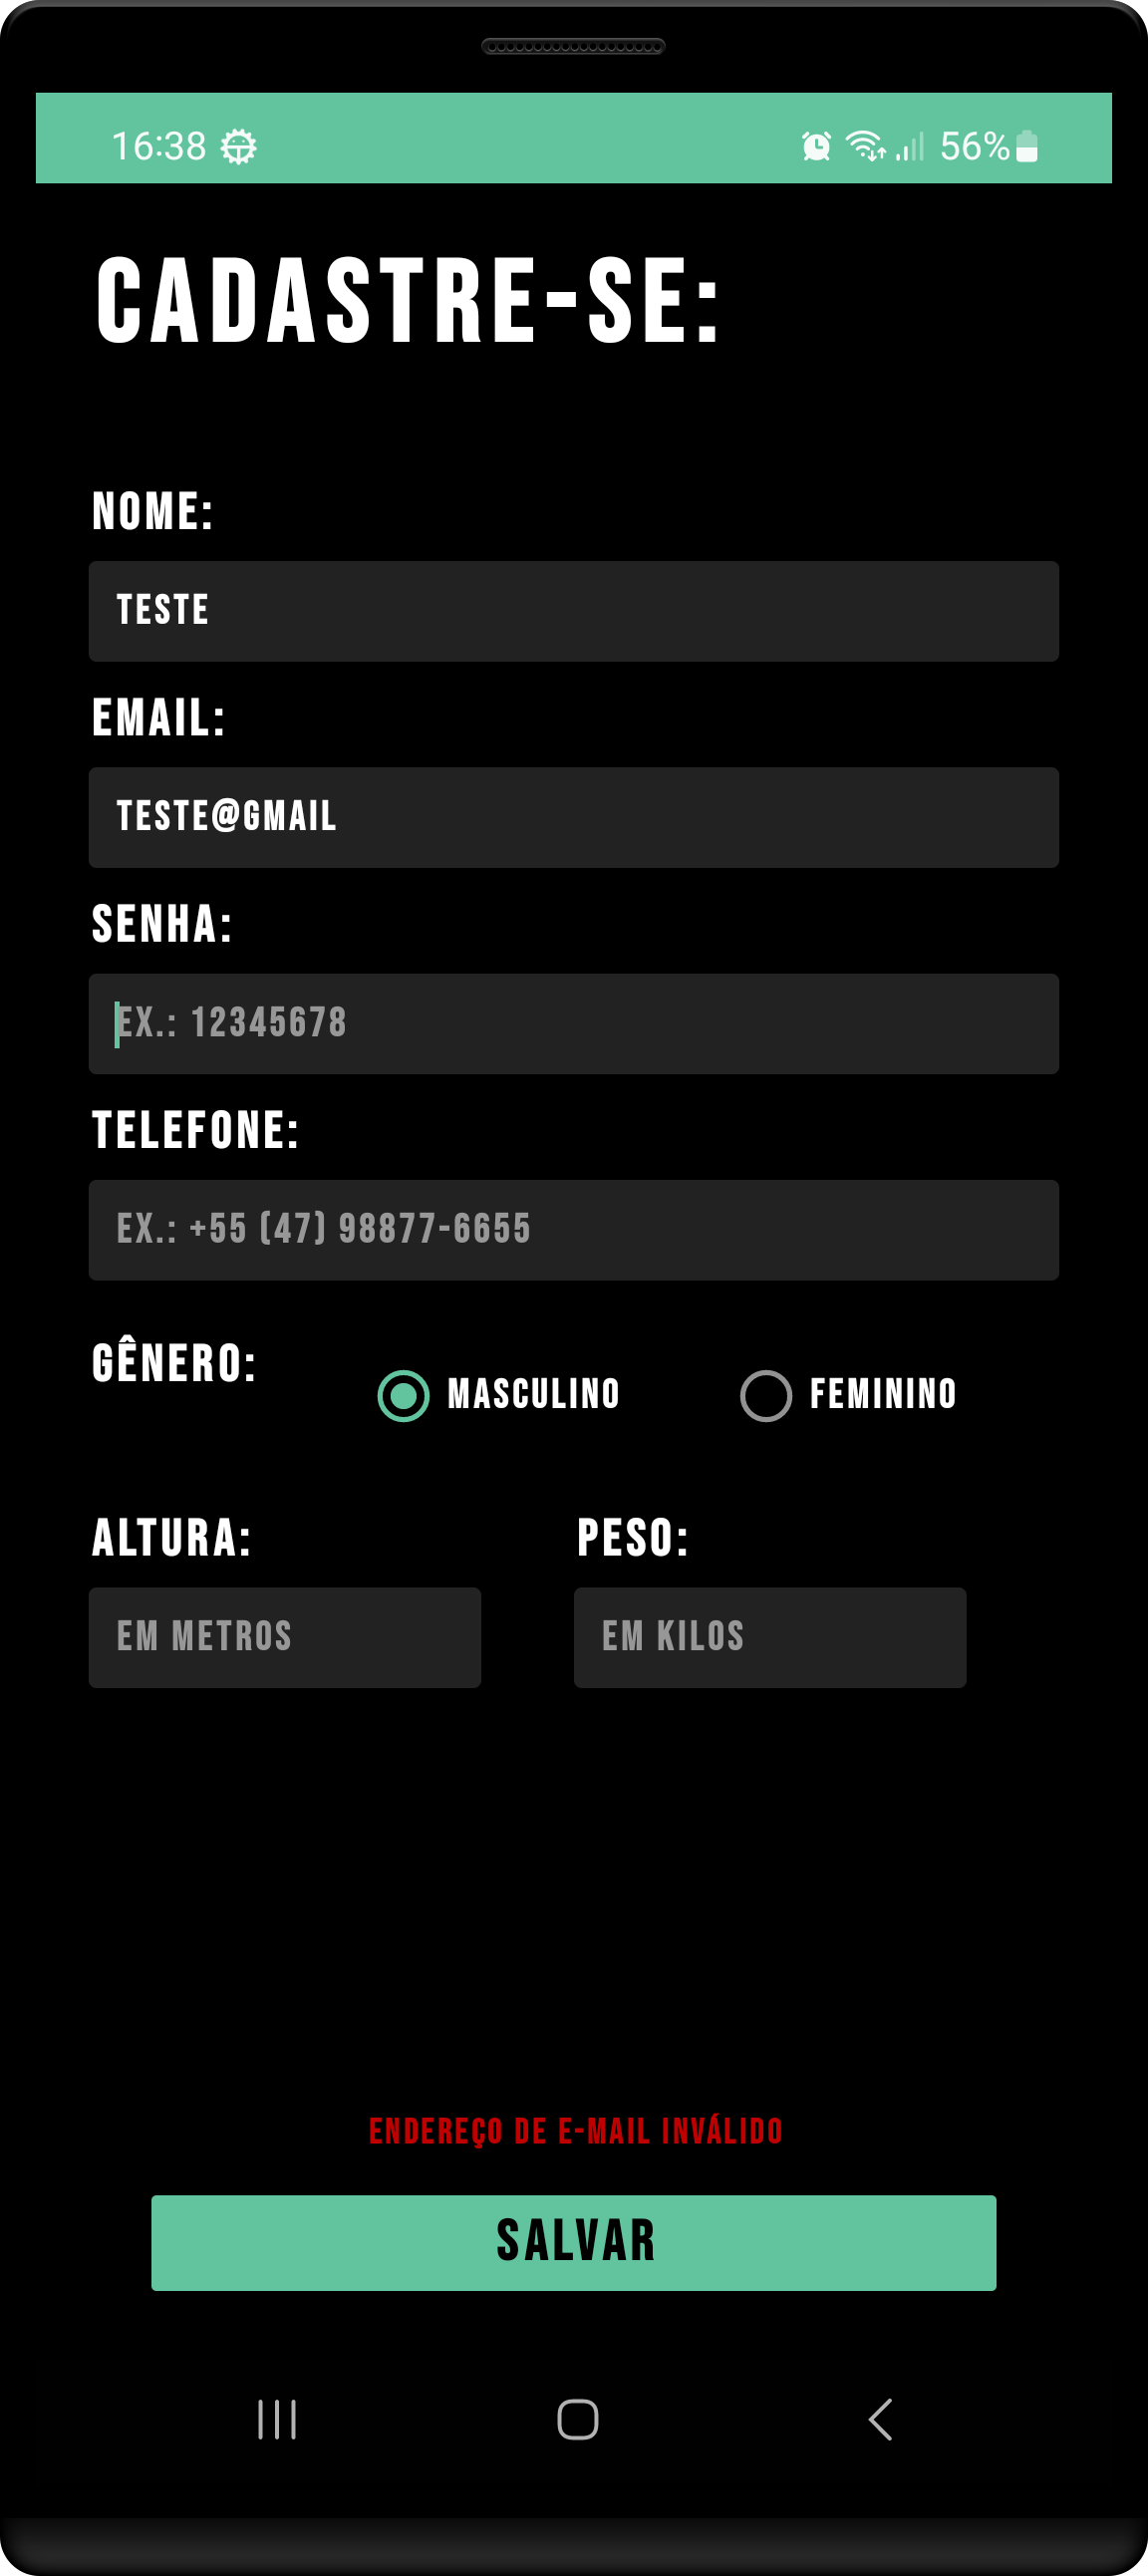 16:38 56%
CADASTRE-SE:
NOME:
TESTE
EMAIL:
TESTE@GMAIL
SENHA:
EX.: 12345678
TELEFONE:
EX.: +55 (47) 98877-6655
GÊNERO: MASCULINO FEMININO
ALTURA: PESO:
EM METROS EM KILOS
ENDEREÇO DE E-MAIL INVÁLIDO
SALVAR